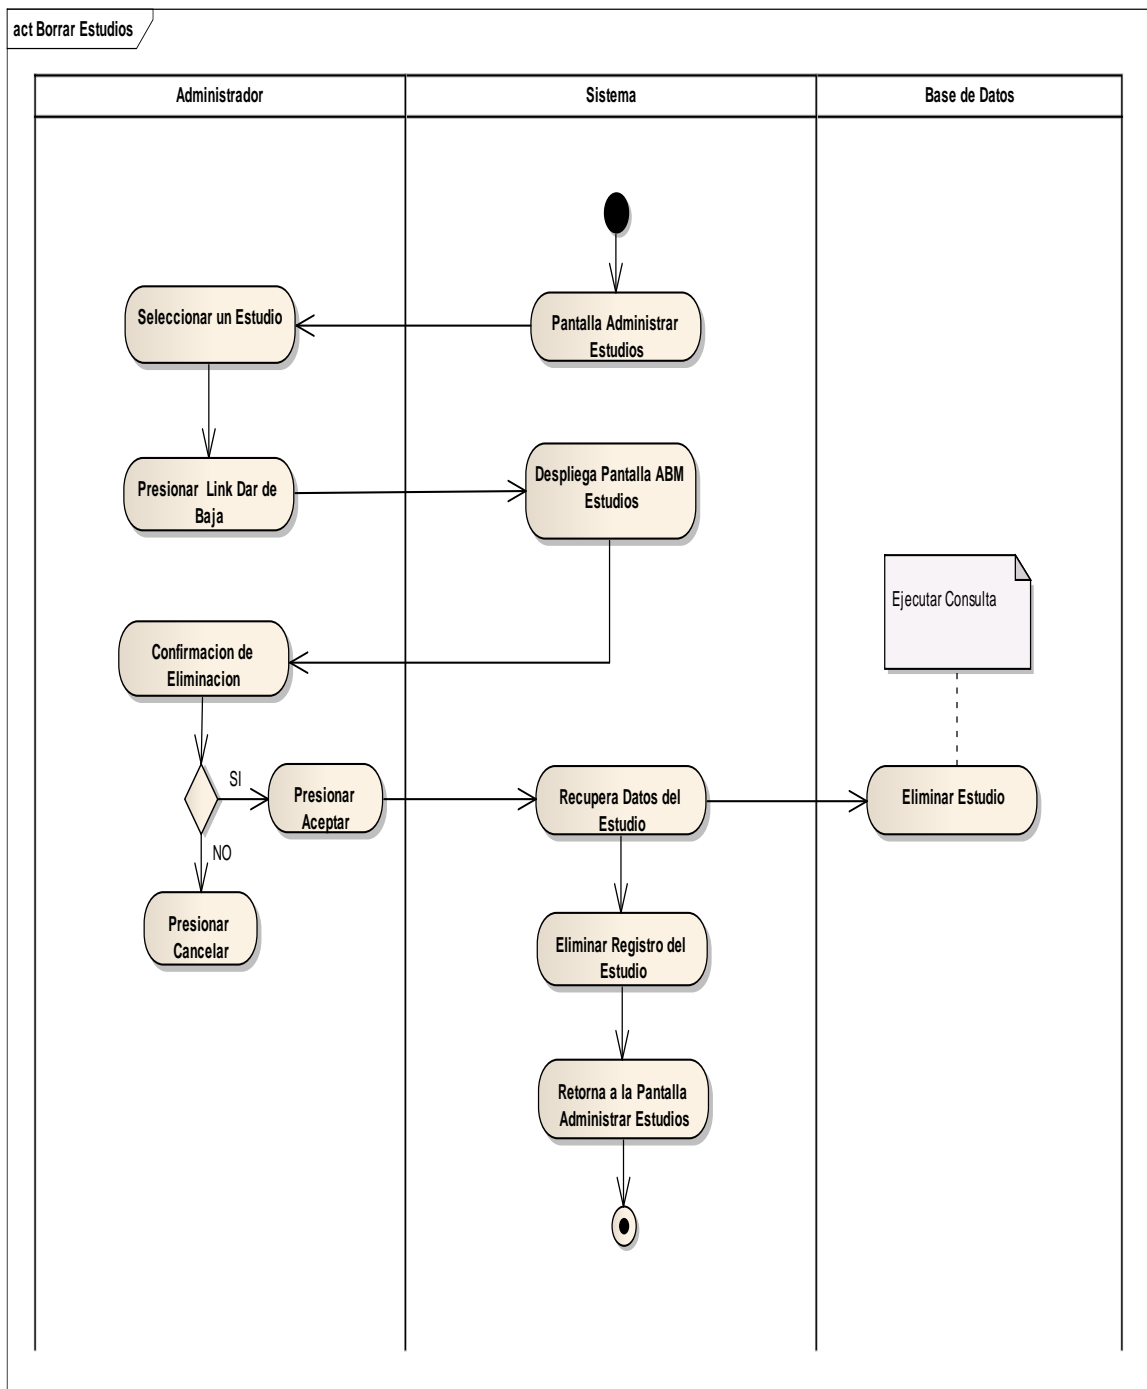 act Borrar Estudios
Administrador
Sistema
Base de Datos
Seleccionar un Estudio
Pantalla Administrar
Estudios
Presionar Link Dar de
Baja
Despliega Pantalla ABM
Estudios
Ejecutar Consulta
Confirmacion de
Eliminacion
SI
Presionar
Aceptar
Recupera Datos del
Estudio
Eliminar Estudio
NO
Presionar
Cancelar
Eliminar Registro del
Estudio
Retorna a la Pantalla
Administrar Estudios